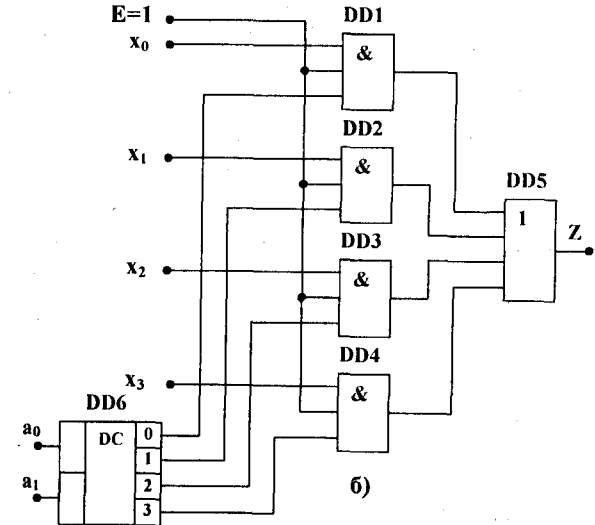 E=1
x0
DD1
&
DD2
x1
&
DD5
1
Z
DD3
x2
&
DD4
x3
&
DD6
a0
DC
0
1
a1
2
3
б)